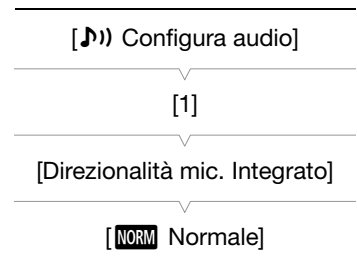 [♪)) Configura audio]
[1]
[Direzionalità mic. Integrato]
[NORM Normale]